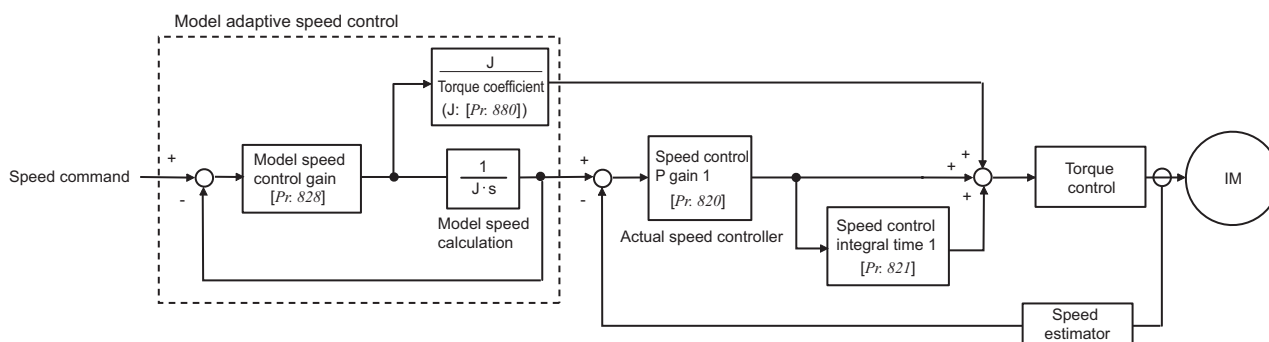 Model adaptive speed control
J
Torque coefficient
(J: [Pr. 880])
Speed command
+
-
Model speed
control gain
[Pr. 828]
1
J·s
Model speed
calculation
+
-
Speed control
P gain 1
[Pr. 820]
Actual speed controller
Speed control
integral time 1
[Pr. 821]
+
+
+
Torque
control
IM
Speed
estimator